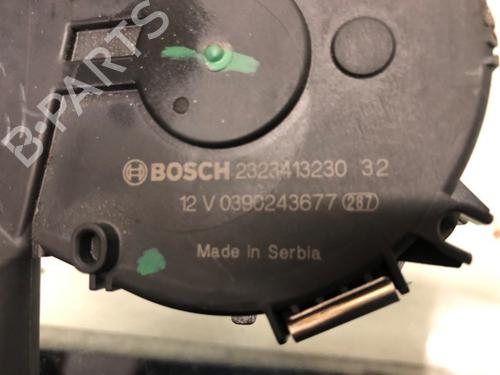 B-PARTS
BOSCH 2323413230 32
12 V 0390243677 287
Made in Serbia